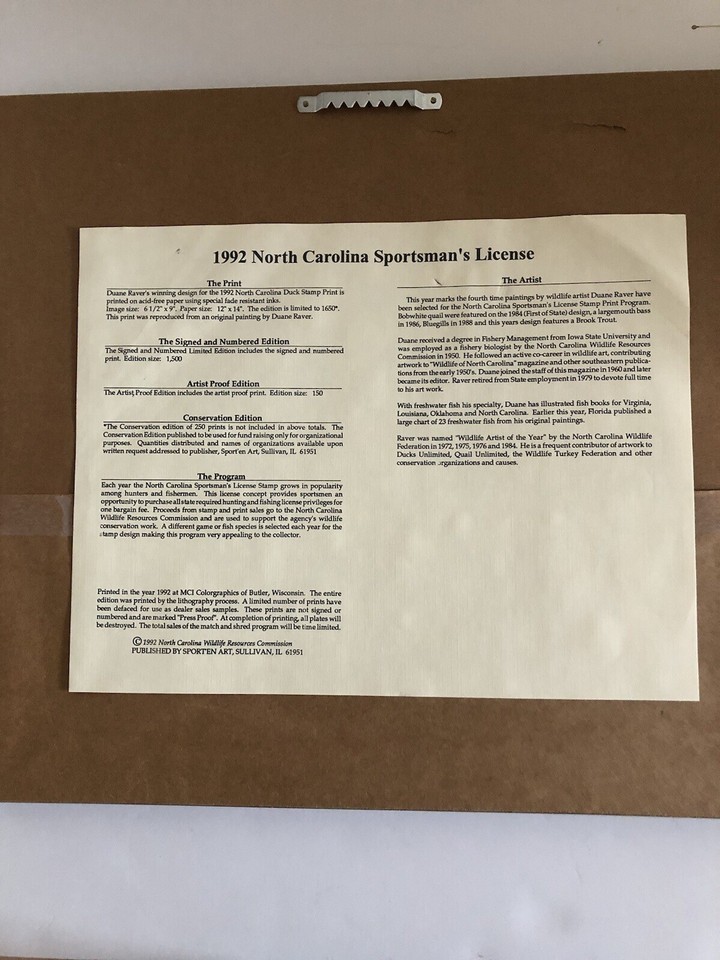 1992 North Carolina Sportsman's License
The Print
Duane Raver's winning design for the 1992 North Carolina Duck Stamp Print is
printed on acid-free paper using special fade resistant inks.
Image size: 6 1/2" x 9". Paper size: 12" x 14". The edition is limited to 1650*.
This print was reproduced from an original painting by Duane Raver.
The Signed and Numbered Edition
The Signed and Numbered Limited Edition includes the signed and numbered
print. Edition size: 1,500
Artist Proof Edition
The Artist Proof Edition includes the artist proof print. Edition size: 150
Conservation Edition
*The Conservation edition of 250 prints is not included in above totals. The
Conservation Edition published to be used for fund raising only for organizational
purposes. Quantities distributed and names of organizations available upon
written request addressed to publisher, Sport'en Art, Sullivan, IL 61951
The Program
Each year the North Carolina Sportsman's License Stamp grows in popularity
among hunters and fishermen. This license concept provides sportsmen an
opportunity to purchase all state required hunting and fishing license privileges for
one bargain fee. Proceeds from stamp and print sales go to the North Carolina
Wildlife Resources Commission and are used to support the agency's wildlife
conservation work. A different game or fish species is selected each year for the
stamp design making this program very appealing to the collector.
Printed in the year 1992 at MCI Colorgraphics of Butler, Wisconsin. The entire
edition was printed by the lithography process. A limited number of prints have
been defaced for use as dealer sales samples. These prints are not signed or
numbered and are marked "Press Proof". At completion of printing, all plates will
be destroyed. The total sales of the match and shred program will be time limited.
© 1992 North Carolina Wildlife Resources Commission
PUBLISHED BY SPORT'EN ART, SULLIVAN, IL 61951
The Artist
This year marks the fourth time paintings by wildlife artist Duane Raver have
been selected for the North Carolina Sportsman's License Stamp Print Program.
Bobwhite quail were featured on the 1984 (First of State) design, a largemouth bass
in 1986, Bluegills in 1988 and this years design features a Brook Trout.
Duane received a degree in Fishery Management from Iowa State University and
was employed as a fishery biologist by the North Carolina Wildlife Resources
Commission in 1950. He followed an active co-career in wildlife art, contributing
artwork to "Wildlife of North Carolina" magazine and other southeastern publica-
tions from the early 1950's. Duane joined the staff of this magazine in 1960 and later
became its editor. Raver retired from State employment in 1979 to devote full time
to his art work.
With freshwater fish his specialty, Duane has illustrated fish books for Virginia,
Louisiana, Oklahoma and North Carolina. Earlier this year, Florida published a
large chart of 23 freshwater fish from his original paintings.
Raver was named "Wildlife Artist of the Year" by the North Carolina Wildlife
Federation in 1972, 1975, 1976 and 1984. He is a frequent contributor of artwork to
Ducks Unlimited, Quail Unlimited, the Wildlife Turkey Federation and other
conservation organizations and causes.